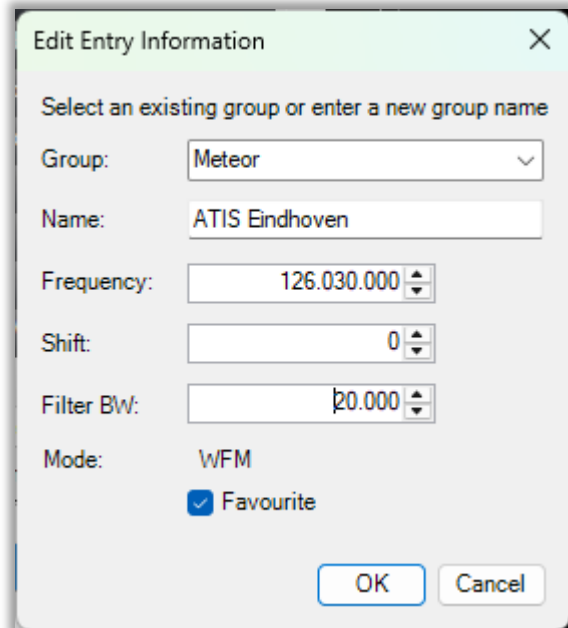 Edit Entry Information
Select an existing group or enter a new group name
Group: Meteor
Name: ATIS Eindhoven
Frequency: 126.030.000
Shift: 0
Filter BW: 20.000
Mode: WFM
Favourite
OK Cancel